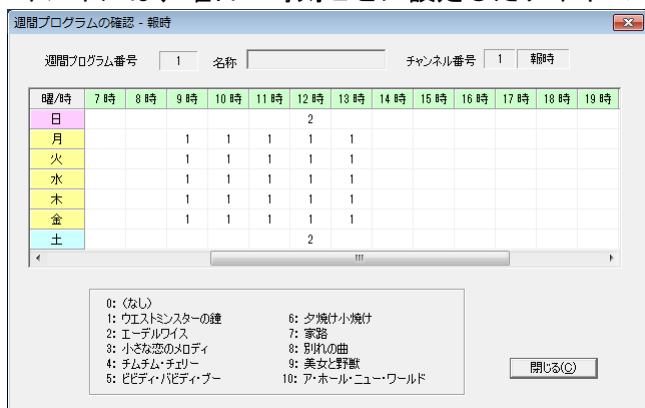 週間プログラムの確認 - 報時
週間プログラム番号 1 名称 チャンネル番号 1 報時
曜/時 7時 8時 9時 10時 11時 12時 13時 14時 15時 16時 17時 18時 19時
日 2
月 1 1 1 1 1
火 1 1 1 1 1
水 1 1 1 1 1
木 1 1 1 1 1
金 1 1 1 1 1
土 2
0: (なし)
1: ウエストミンスターの鐘
2: エーデルワイス
3: 小さな恋のメロディ
4: チムチム・チェリー
5: ビビディ・バビディ・ブー
6: 夕焼け小焼け
7: 家路
8: 別れの曲
9: 美女と野獣
10: ア・ホール・ニュー・ワールド
閉じる(C)